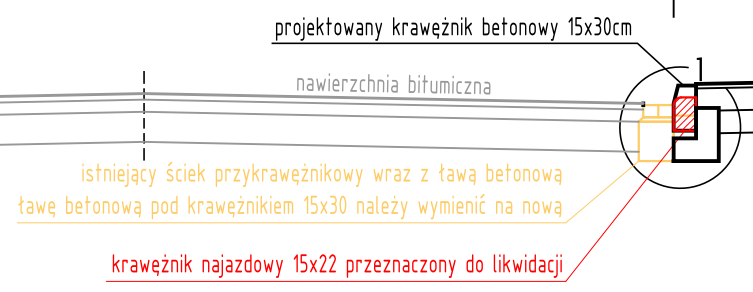 projektowany krawężnik betonowy 15x30cm
nawierzchnia bitumiczna
istniejący ściek przykrawężnikowy wraz z ławą betonową
ławę betonową pod krawężnikiem 15x30 należy wymienić na nową
krawężnik najazdowy 15x22 przeznaczony do likwidacji